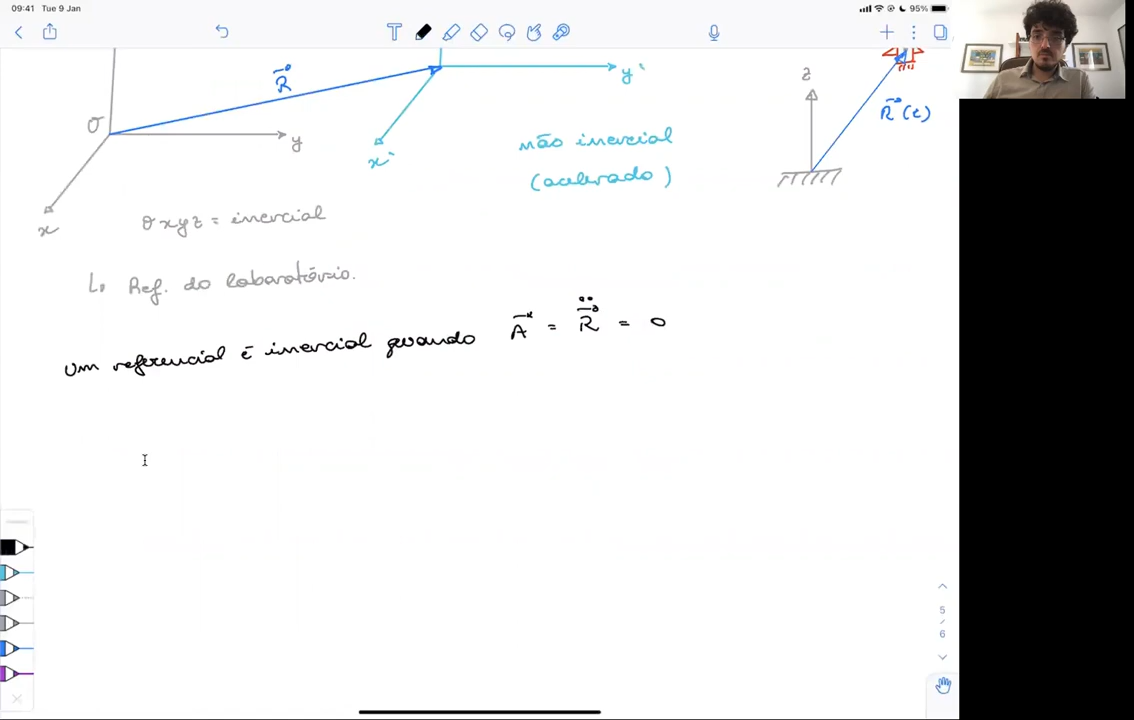 09:41 Tue 9 Jan
95%
R
O
y
x
y'
x'
não inercial
(acelerado)
z
R(t)
Oxyz = inercial
↳ Ref. do laboratório.
Um referencial é inercial quando A = R̈ = 0
5
/
6